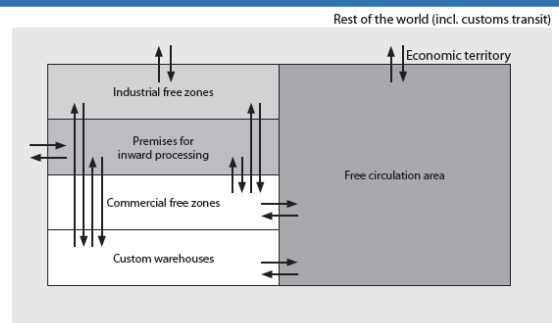 Rest of the world (incl. customs transit)
Economic territory
Industrial free zones
Premises for
inward processing
Free circulation area
Commercial free zones
Custom warehouses